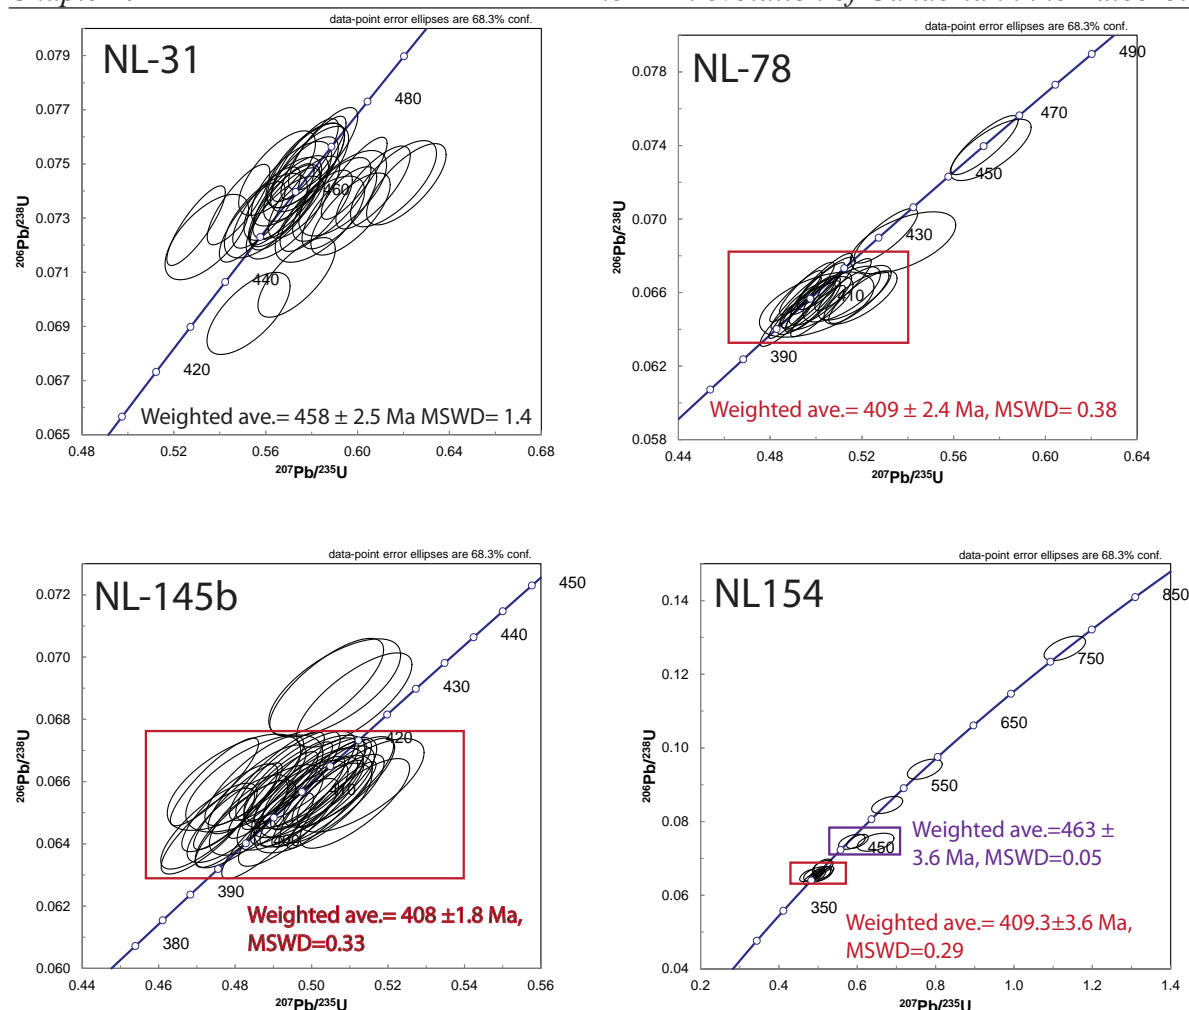 data-point error ellipses are 68.3% conf.
NL-31
0.079
0.077
0.075
0.073
0.071
0.069
0.067
0.065
480
460
440
420
Weighted ave.= 458 ± 2.5 Ma MSWD= 1.4
0.48 0.52 0.56 0.60 0.64 0.68
207Pb/235U
206Pb/238U
data-point error ellipses are 68.3% conf.
NL-78
0.078
0.074
0.070
0.066
0.062
0.058
490
470
450
430
410
390
Weighted ave.= 409 ± 2.4 Ma, MSWD= 0.38
0.44 0.48 0.52 0.56 0.60 0.64
207Pb/235U
206Pb/238U
data-point error ellipses are 68.3% conf.
NL-145b
0.072
0.070
0.068
0.066
0.064
0.062
0.060
450
440
430
420
410
400
390
380
Weighted ave.= 408 ±1.8 Ma,
MSWD=0.33
0.44 0.46 0.48 0.50 0.52 0.54 0.56
207Pb/235U
206Pb/238U
data-point error ellipses are 68.3% conf.
NL154
0.14
0.12
0.10
0.08
0.06
0.04
850
750
650
550
450
350
Weighted ave.=463 ±
3.6 Ma, MSWD=0.05
Weighted ave.= 409.3±3.6 Ma,
MSWD=0.29
0.2 0.4 0.6 0.8 1.0 1.2 1.4
207Pb/235U
206Pb/238U